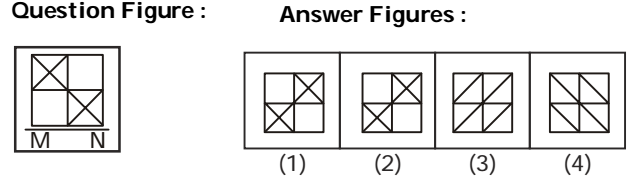 Question Figure :
Answer Figures :
M N
(1) (2) (3) (4)